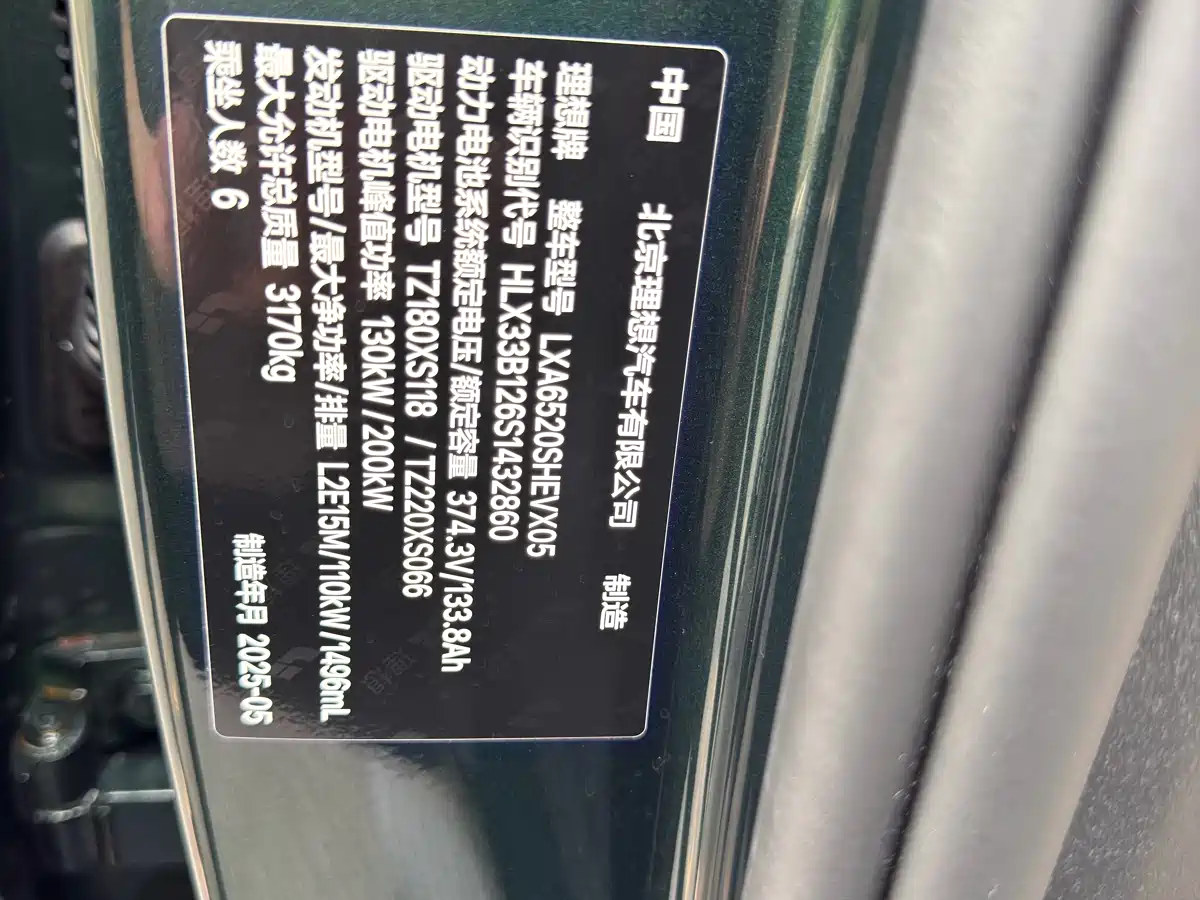 中国 北京理想汽车有限公司 制造
理想牌 整车型号 LXA6520SHEVX05
车辆识别代号 HLX33B126S1432860
动力电池系统额定电压/额定容量 374.3V/133.8Ah
驱动电机型号 TZ180XS118 /TZ220XS066
驱动电机峰值功率 130kW /200kW
发动机型号/最大净功率/排量 L2E15M/110kW/1496mL
最大允许总质量 3170kg
乘坐人数 6 制造年月 2025-05